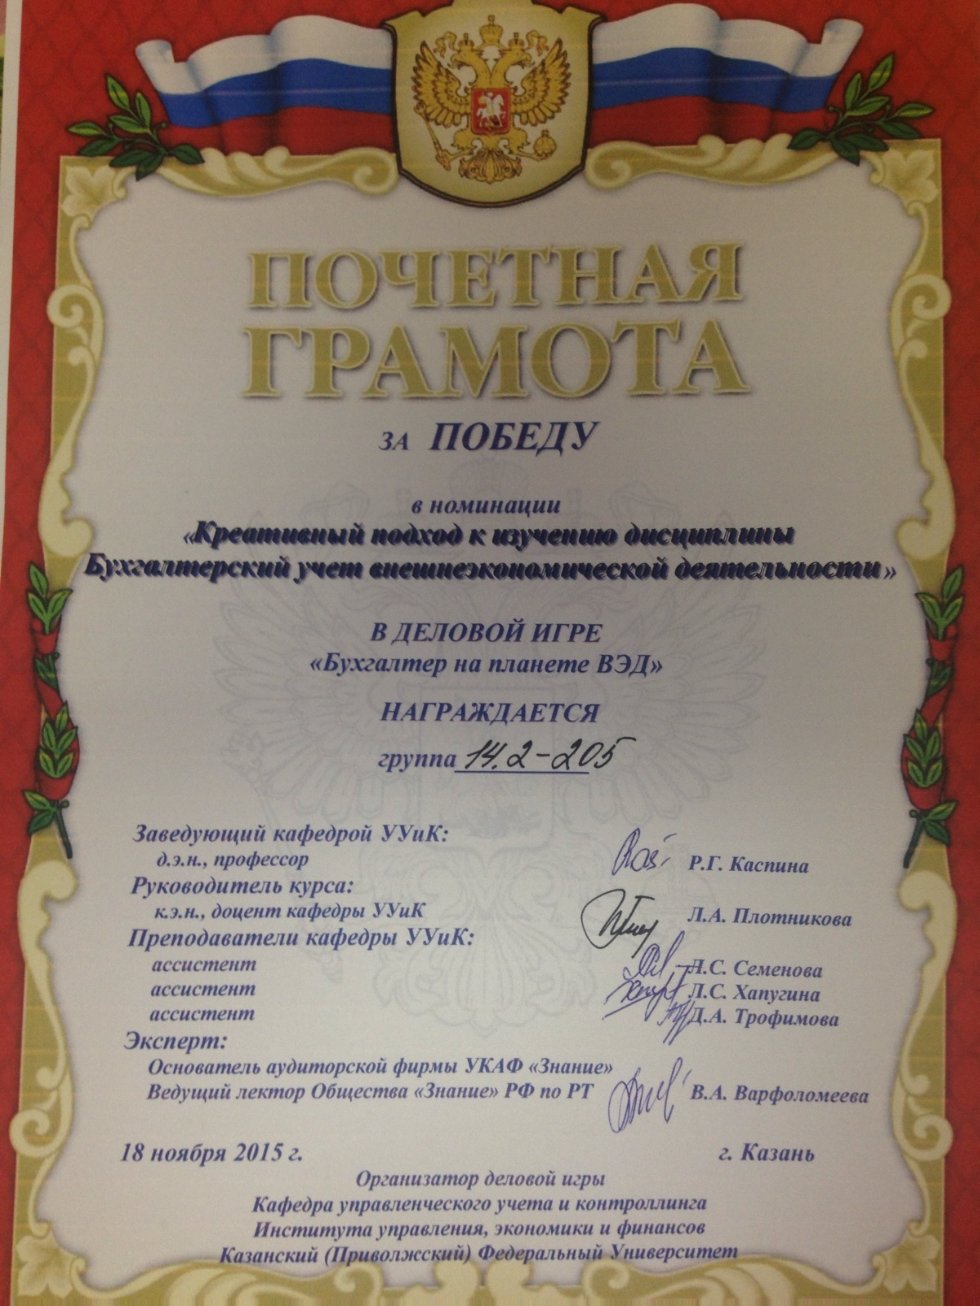 ПОЧЕТНАЯ
ГРАМОТА
за ПОБЕДУ
в номинации
«Креативный подход к изучению дисциплины
Бухгалтерский учет внешнеэкономической деятельности»
В ДЕЛОВОЙ ИГРЕ
«Бухгалтер на планете ВЭД»
НАГРАЖДАЕТСЯ
группа 14.2-205
Заведующий кафедрой УУиК:
д.э.н., профессор Р.Г. Каспина
Руководитель курса:
к.э.н., доцент кафедры УУиК Л.А. Плотникова
Преподаватели кафедры УУиК:
ассистент Л.С. Семенова
ассистент Л.С. Хапугина
ассистент Д.А. Трофимова
Эксперт:
Основатель аудиторской фирмы УКАФ «Знание»
Ведущий лектор Общества «Знание» РФ по РТ В.А. Варфоломеева
18 ноября 2015 г. г. Казань
Организатор деловой игры
Кафедра управленческого учета и контроллинга
Института управления, экономики и финансов
Казанский (Приволжский) Федеральный Университет